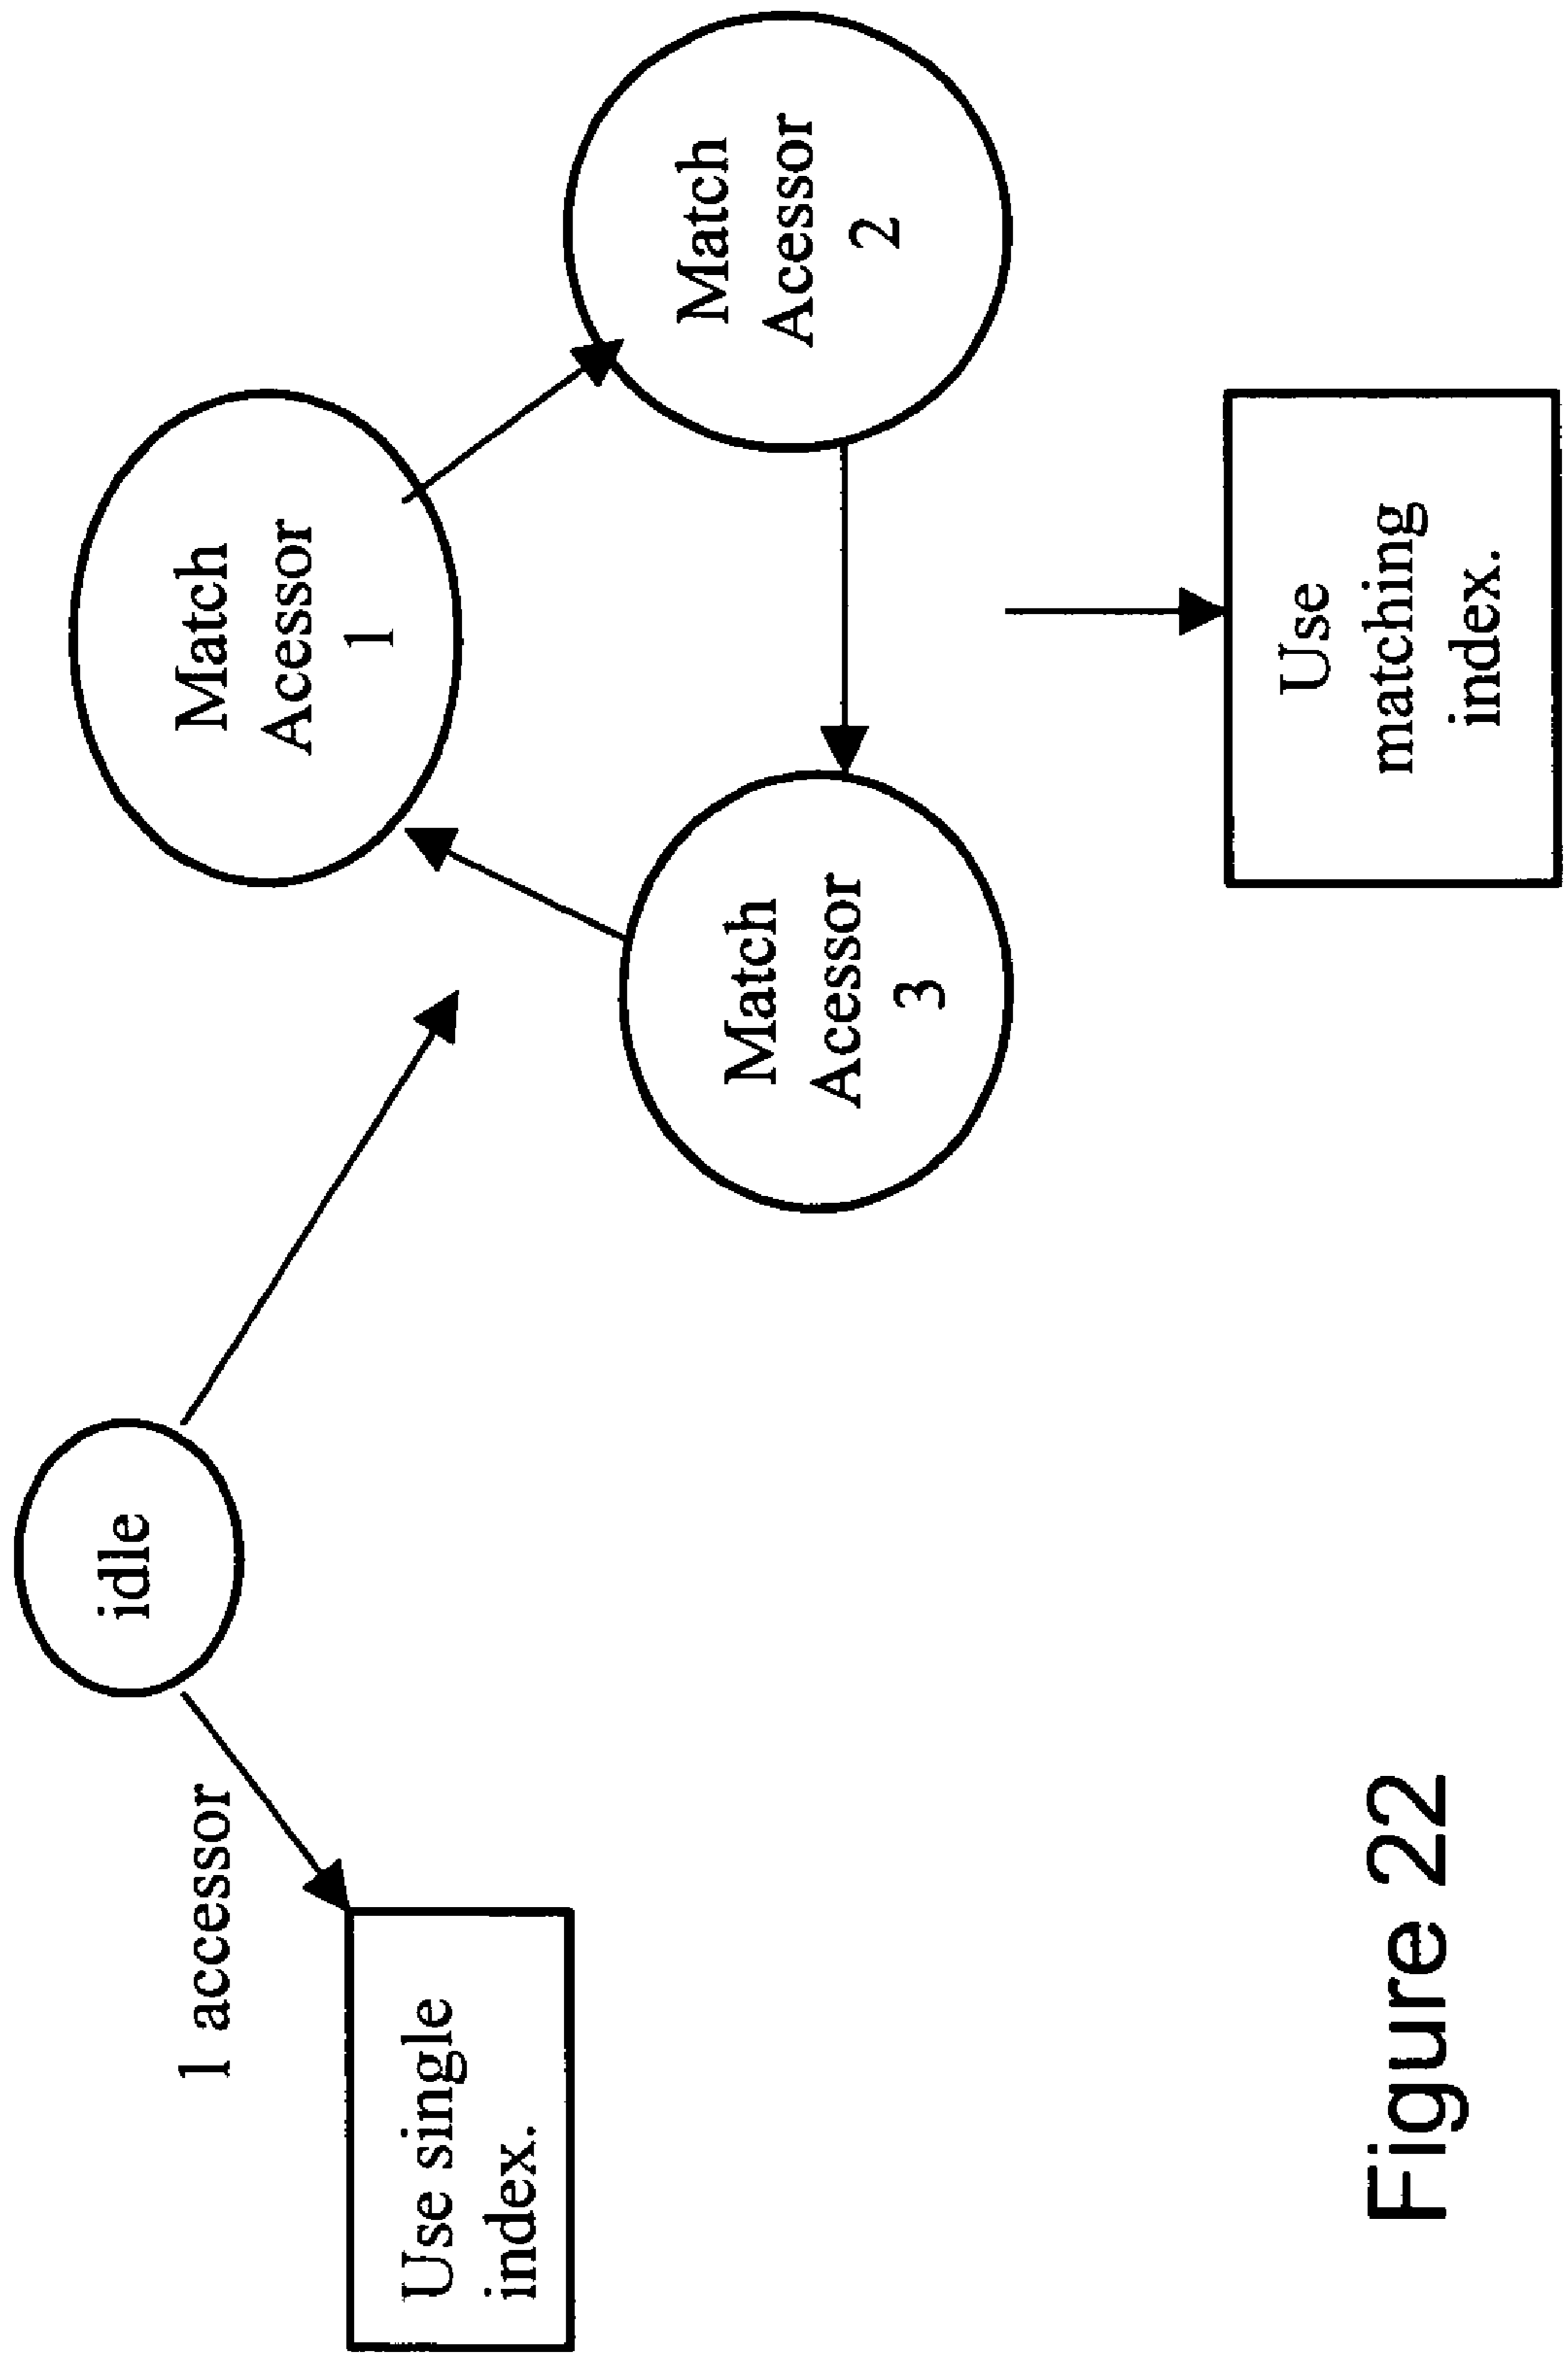 idle
1 accessor
Use single
index.
Match
Acessor
1
Match
Acessor
2
Match
Acessor
3
Use
matching
index.
Figure 22